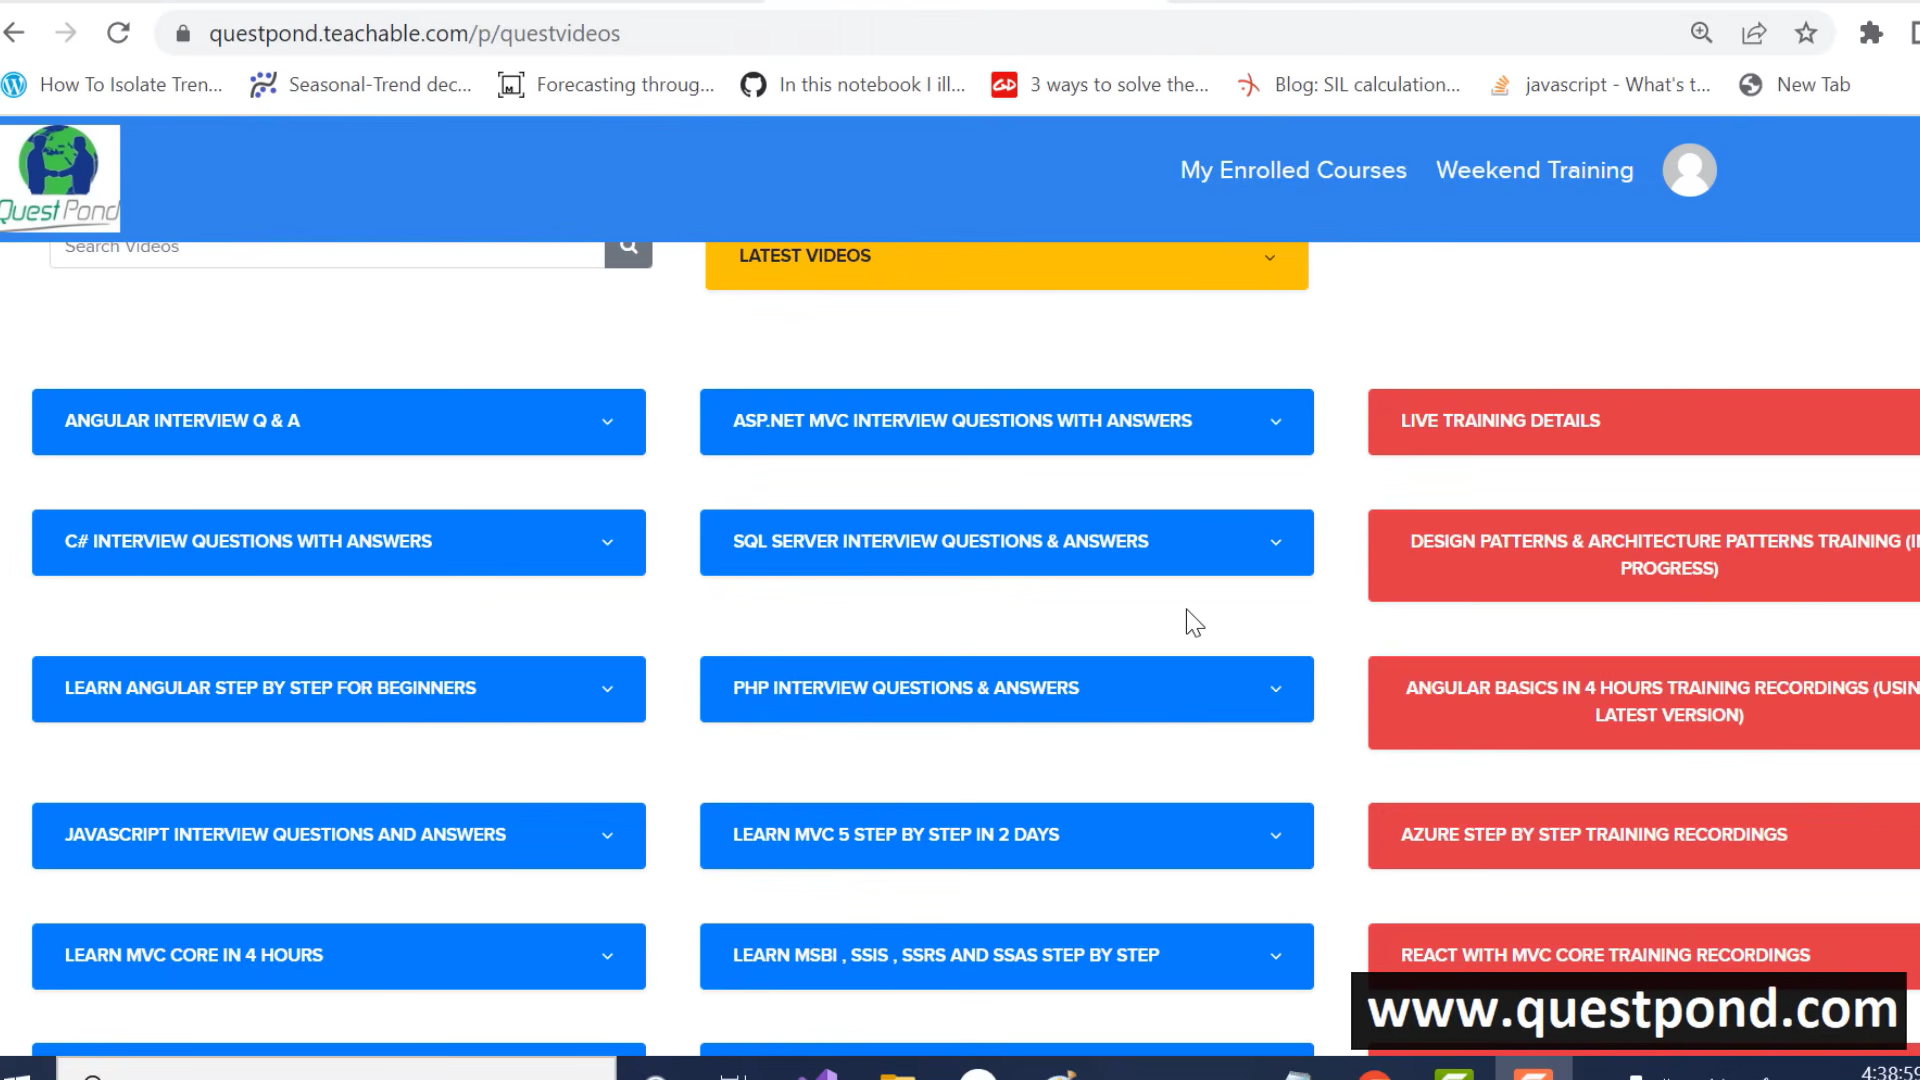 questpond.teachable.com/p/questvideos
How To Isolate Tren...
Seasonal-Trend dec...
Forecasting throug...
In this notebook I ill...
3 ways to solve the...
Blog: SIL calculation...
javascript - What's t...
New Tab
QuestPond
My Enrolled Courses
Weekend Training
Search Videos
LATEST VIDEOS
ANGULAR INTERVIEW Q & A
ASP.NET MVC INTERVIEW QUESTIONS WITH ANSWERS
LIVE TRAINING DETAILS
C# INTERVIEW QUESTIONS WITH ANSWERS
SQL SERVER INTERVIEW QUESTIONS & ANSWERS
DESIGN PATTERNS & ARCHITECTURE PATTERNS TRAINING (IN
PROGRESS)
LEARN ANGULAR STEP BY STEP FOR BEGINNERS
PHP INTERVIEW QUESTIONS & ANSWERS
ANGULAR BASICS IN 4 HOURS TRAINING RECORDINGS (USIN
LATEST VERSION)
JAVASCRIPT INTERVIEW QUESTIONS AND ANSWERS
LEARN MVC 5 STEP BY STEP IN 2 DAYS
AZURE STEP BY STEP TRAINING RECORDINGS
LEARN MVC CORE IN 4 HOURS
LEARN MSBI , SSIS , SSRS AND SSAS STEP BY STEP
REACT WITH MVC CORE TRAINING RECORDINGS
www.questpond.com
4:38:59